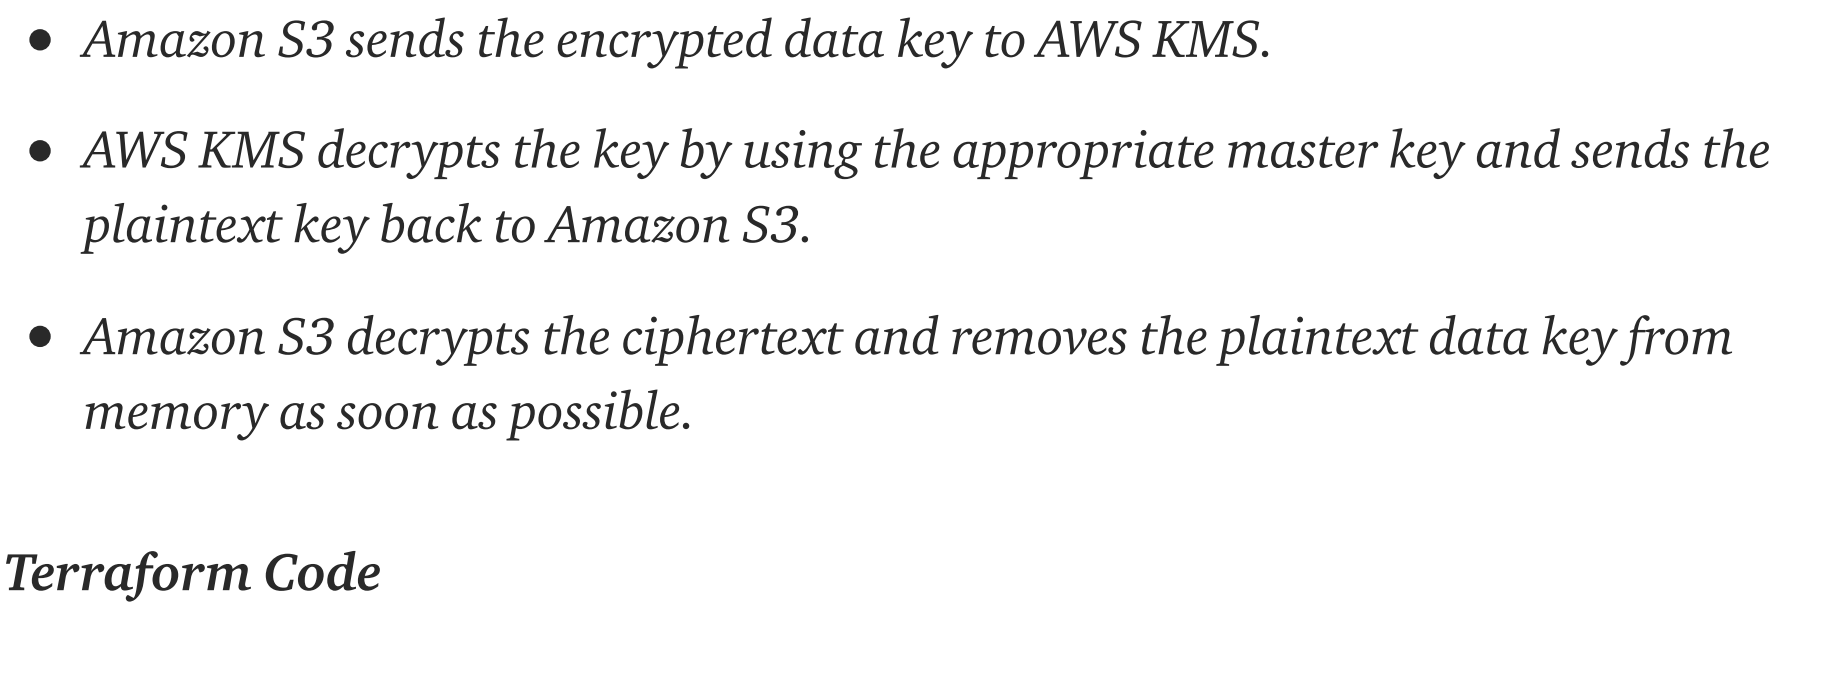 • Amazon S3 sends the encrypted data key to AWS KMS.
• AWS KMS decrypts the key by using the appropriate master key and sends the
plaintext key back to Amazon S3.
• Amazon S3 decrypts the ciphertext and removes the plaintext data key from
memory as soon as possible.
Terraform Code